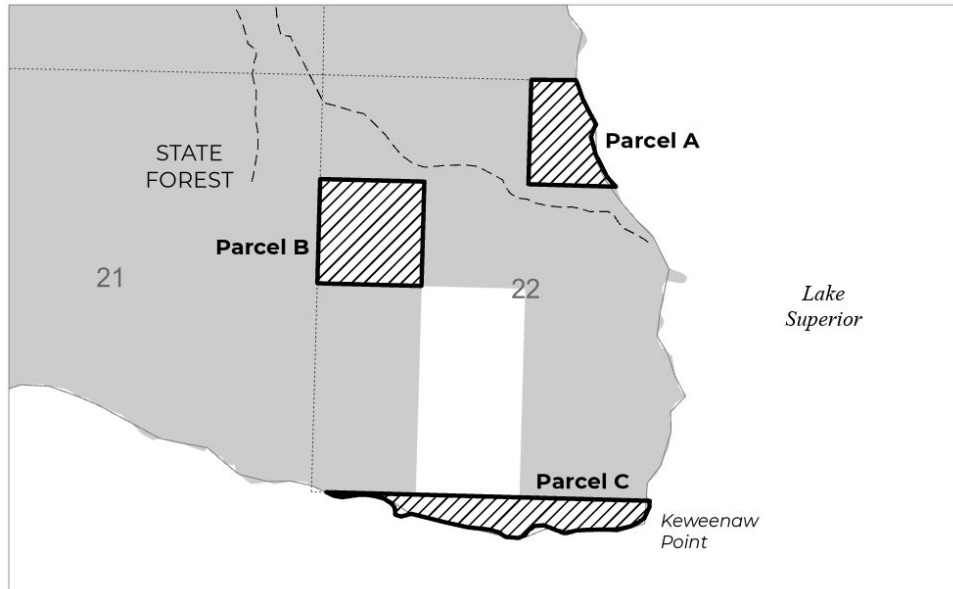 Parcel A
STATE
FOREST
Parcel B
21
22
Lake
Superior
Parcel C
Keweenaw
Point